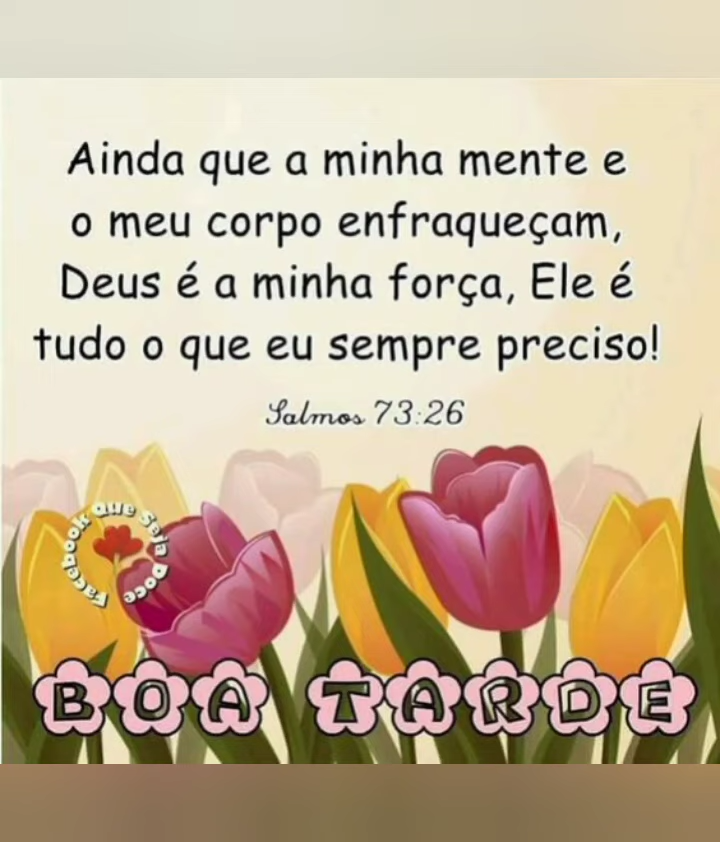 Ainda que a minha mente e
o meu corpo enfraqueçam,
Deus é a minha força, Ele é
tudo o que eu sempre preciso!
Salmos 73:26
Facebook que Seja Doce
BOA TARDE